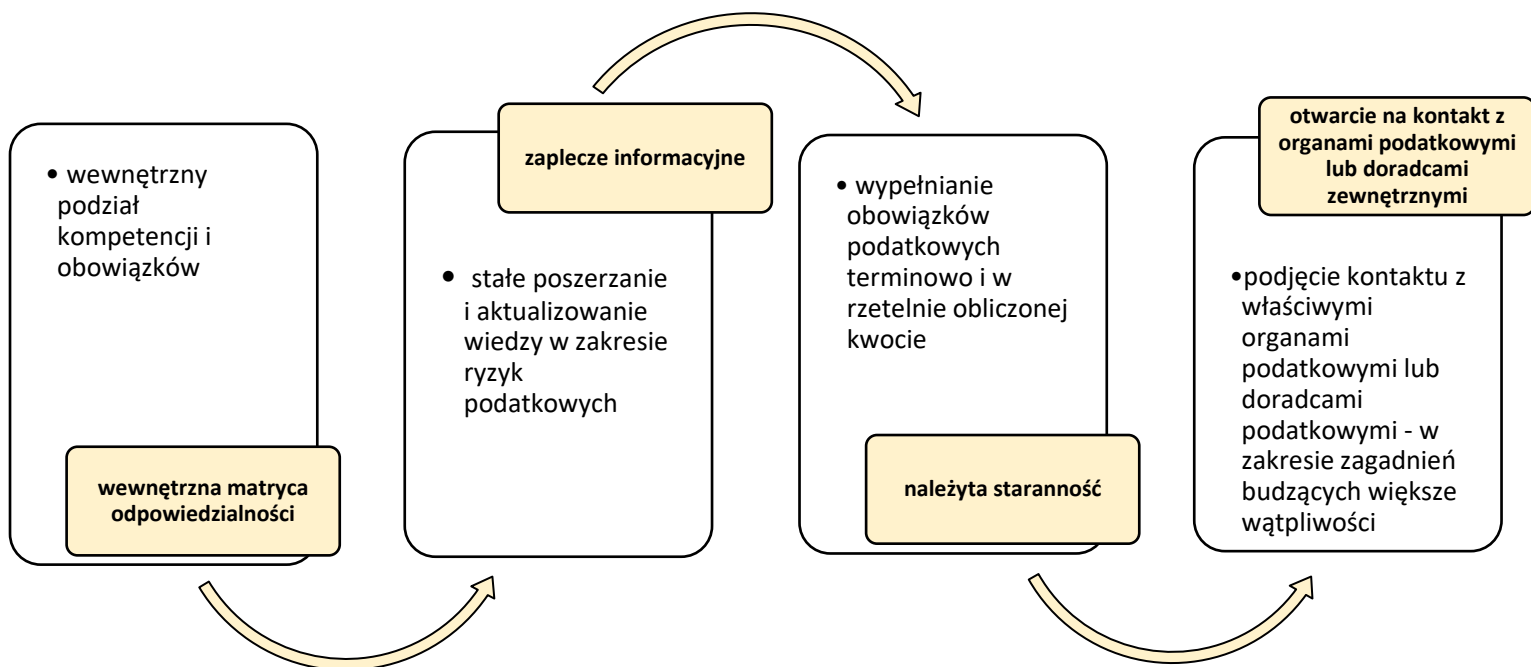 • wewnętrzny
podział
kompetencji i
obowiązków
wewnętrzna matryca
odpowiedzialności
zaplecze informacyjne
• stałe poszerzanie
i aktualizowanie
wiedzy w zakresie
ryzyk
podatkowych
• wypełnianie
obowiązków
podatkowych
terminowo i w
rzetelnie obliczonej
kwocie
należyta staranność
otwarcie na kontakt z
organami podatkowymi
lub doradcami
zewnętrznymi
•podjęcie kontaktu z
właściwymi
organami
podatkowymi lub
doradcami
podatkowymi - w
zakresie zagadnień
budzących większe
wątpliwości